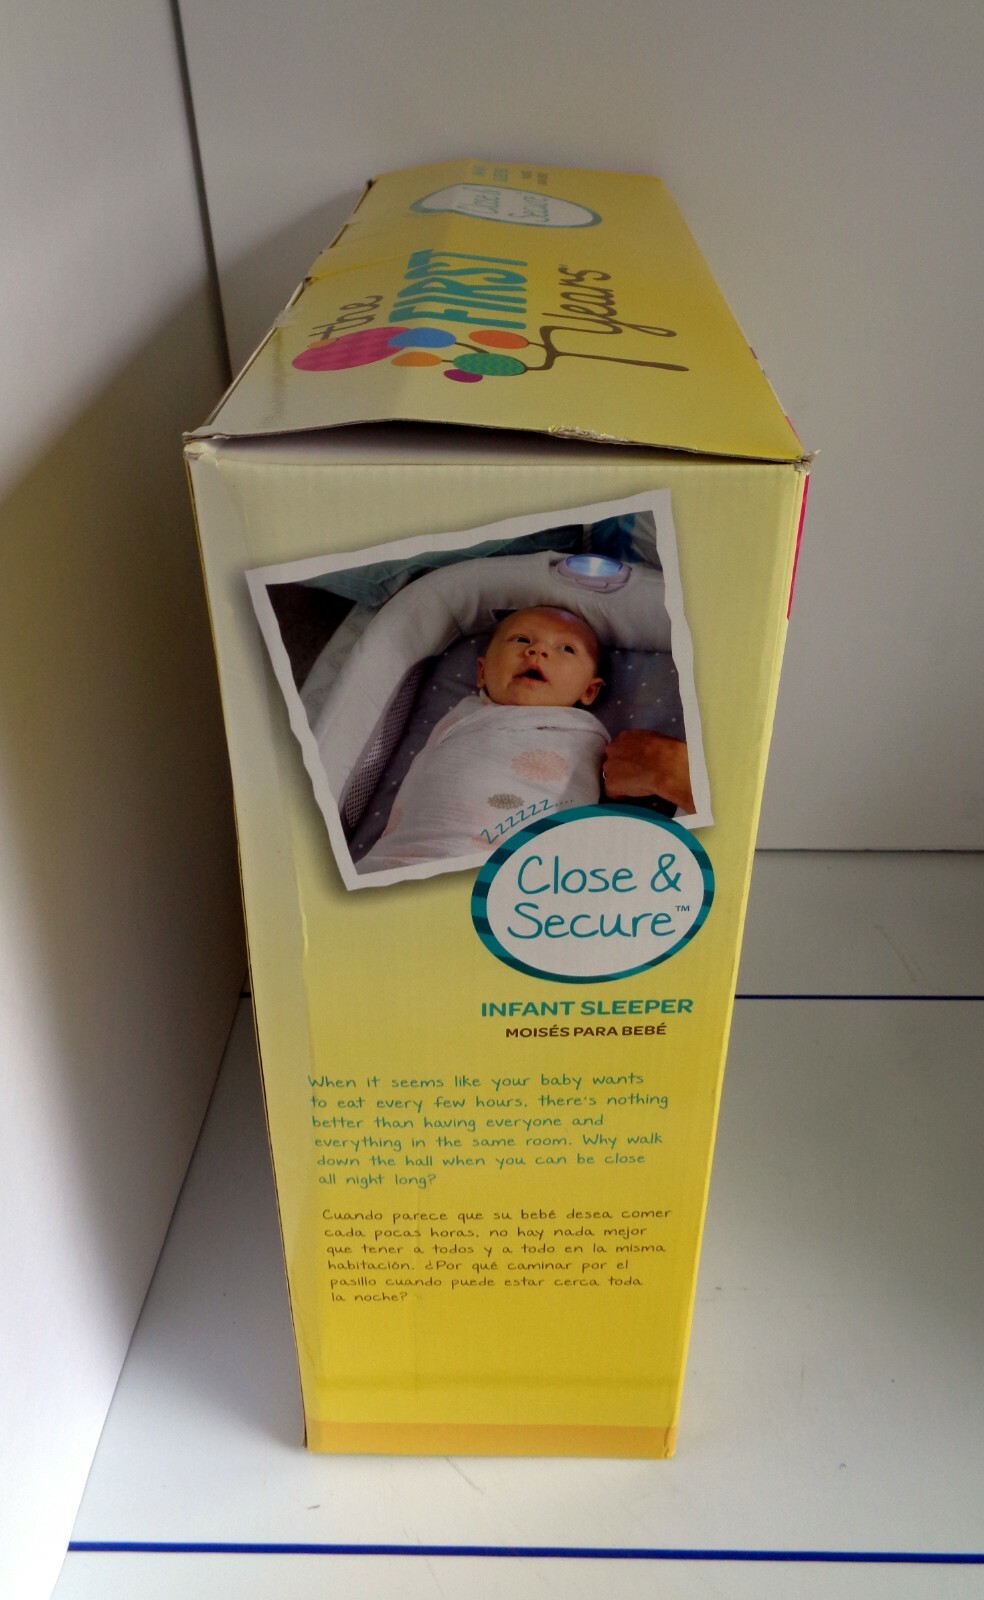 Close &
Secure
the
FIRST
Years
zzzzzz....
Close &
Secure™
INFANT SLEEPER
MOISÉS PARA BEBÉ
When it seems like your baby wants
to eat every few hours, there's nothing
better than having everyone and
everything in the same room. Why walk
down the hall when you can be close
all night long?
Cuando parece que su bebé desea comer
cada pocas horas, no hay nada mejor
que tener a todos y a todo en la misma
habitación. ¿Por qué caminar por el
pasillo cuando puede estar cerca toda
la noche?